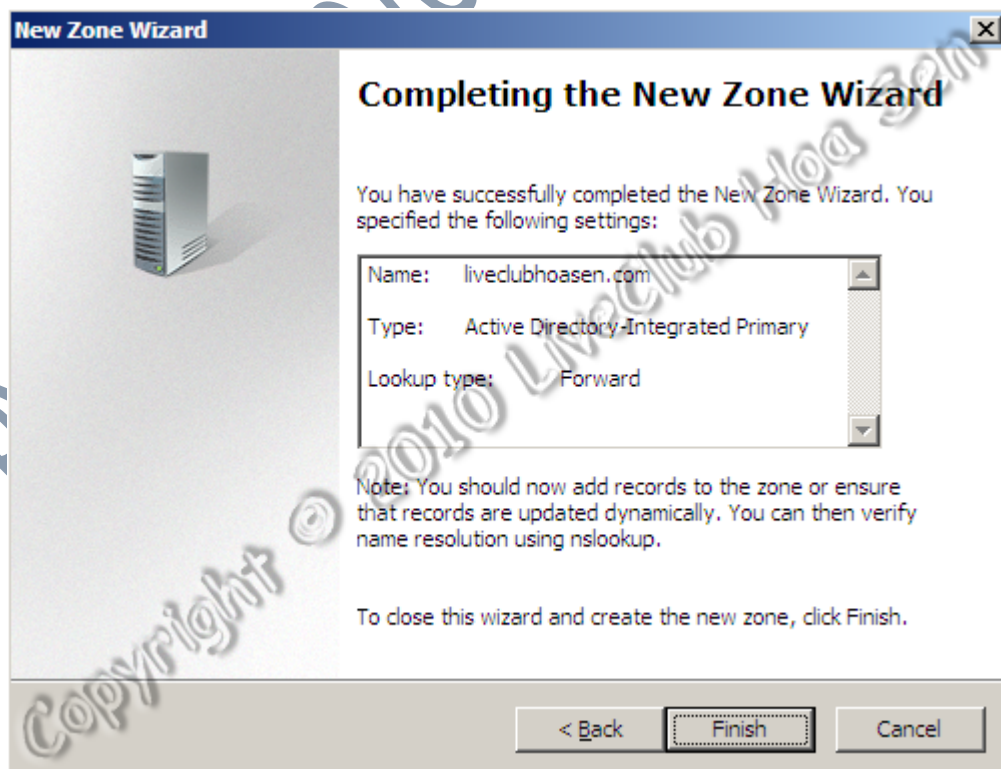 New Zone Wizard
Completing the New Zone Wizard
You have successfully completed the New Zone Wizard. You
specified the following settings:
Name: liveclubhoasen.com
Type: Active Directory-Integrated Primary
Lookup type: Forward
Note: You should now add records to the zone or ensure
that records are updated dynamically. You can then verify
name resolution using nslookup.
To close this wizard and create the new zone, click Finish.
< Back
Finish
Cancel
Copyright © 2010 LiveClub Hoa Sen